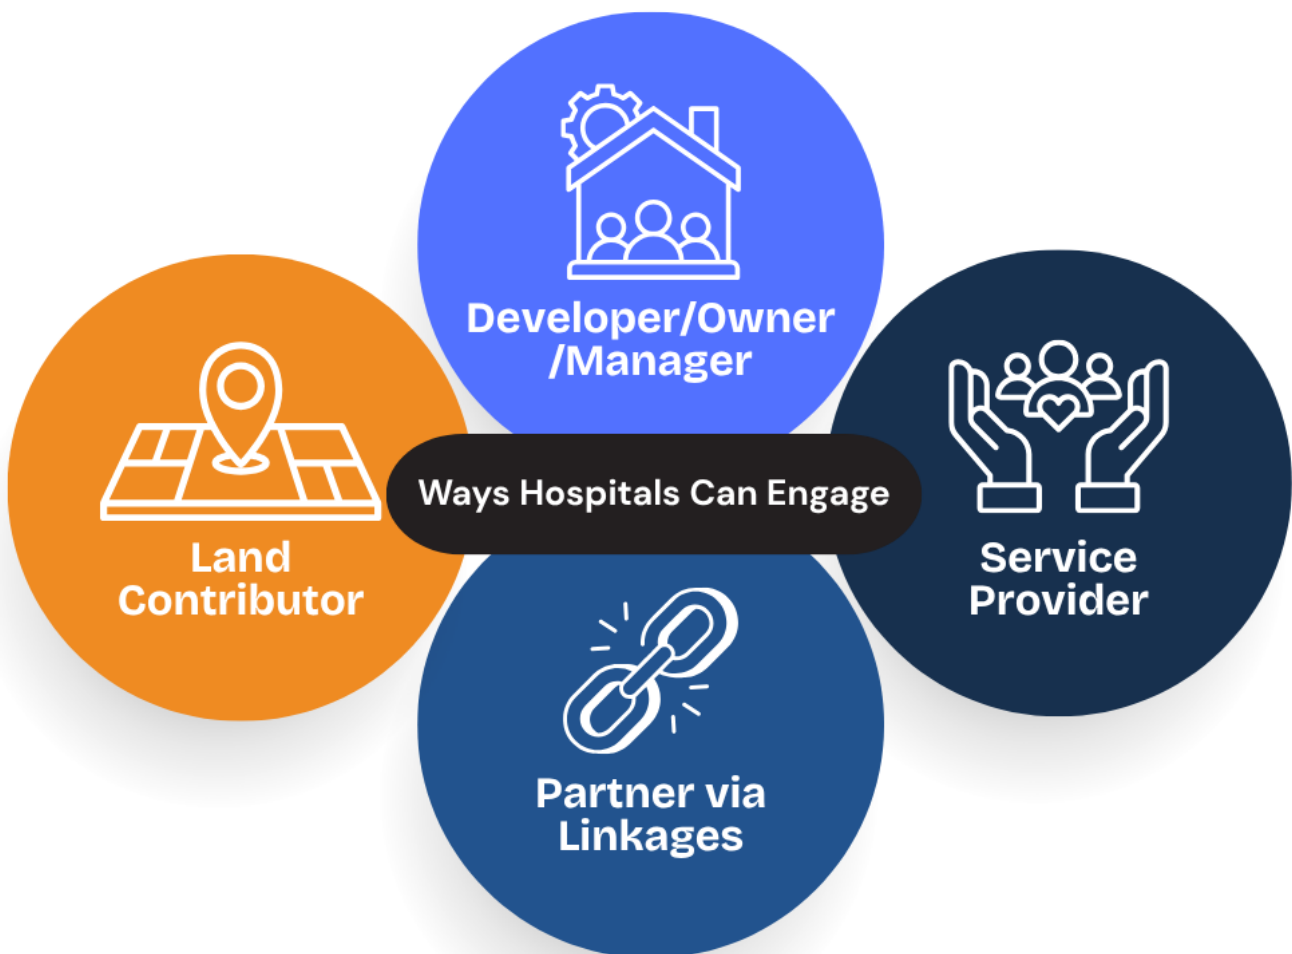 Developer/Owner
/Manager
Land
Contributor
Ways Hospitals Can Engage
Service
Provider
Partner via
Linkages